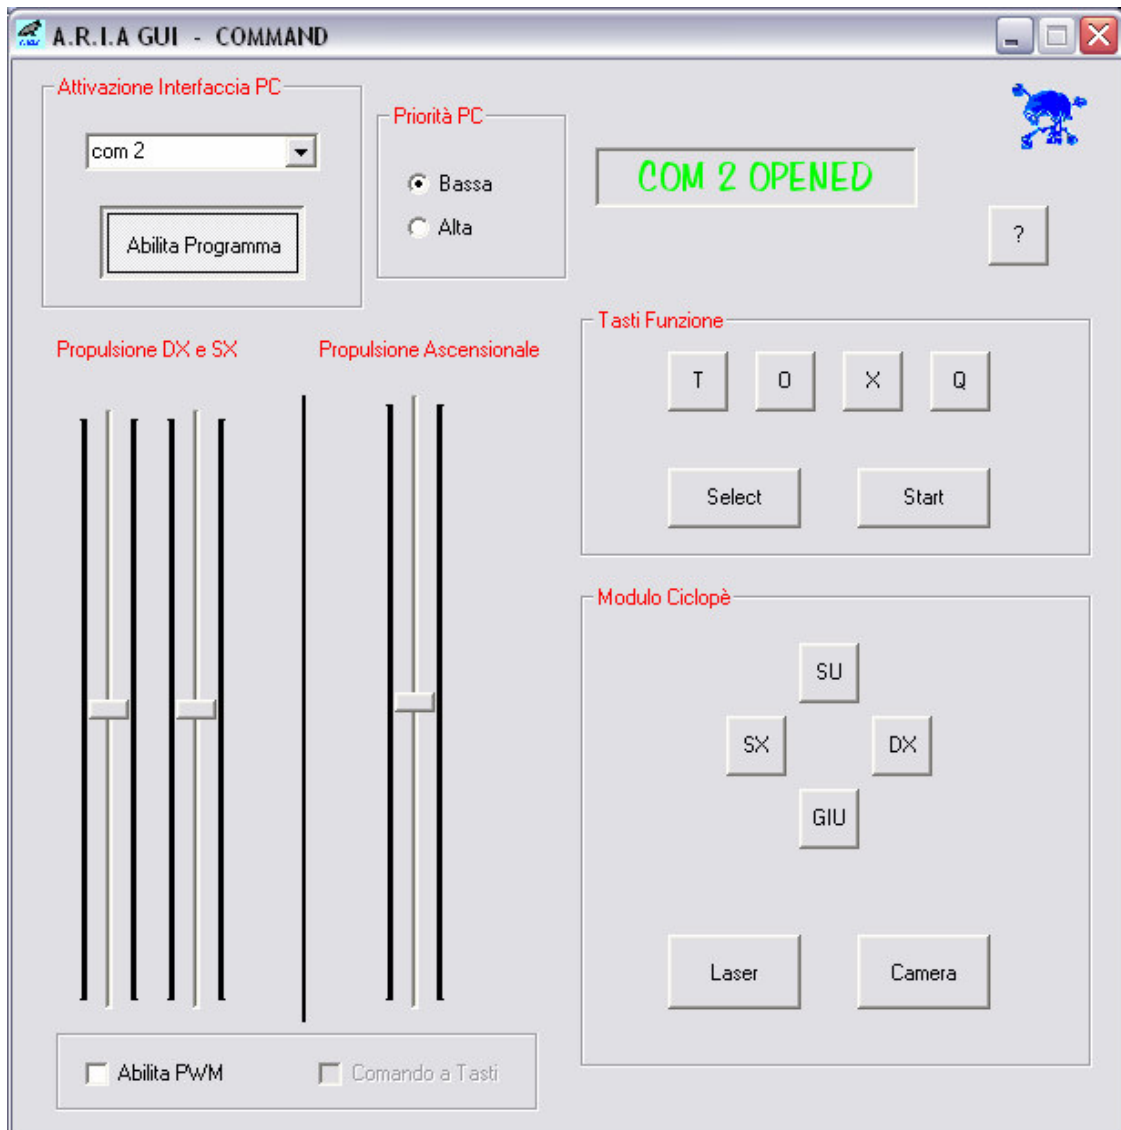 A.R.I.A GUI - COMMAND
Attivazione Interfaccia PC
com 2
Abilita Programma
Priorità PC
Bassa
Alta
COM 2 OPENED
?
Propulsione DX e SX
Propulsione Ascensionale
Tasti Funzione
T O X Q
Select Start
Modulo Ciclopè
SU
SX DX
GIU
Laser Camera
Abilita PWM Comando a Tasti